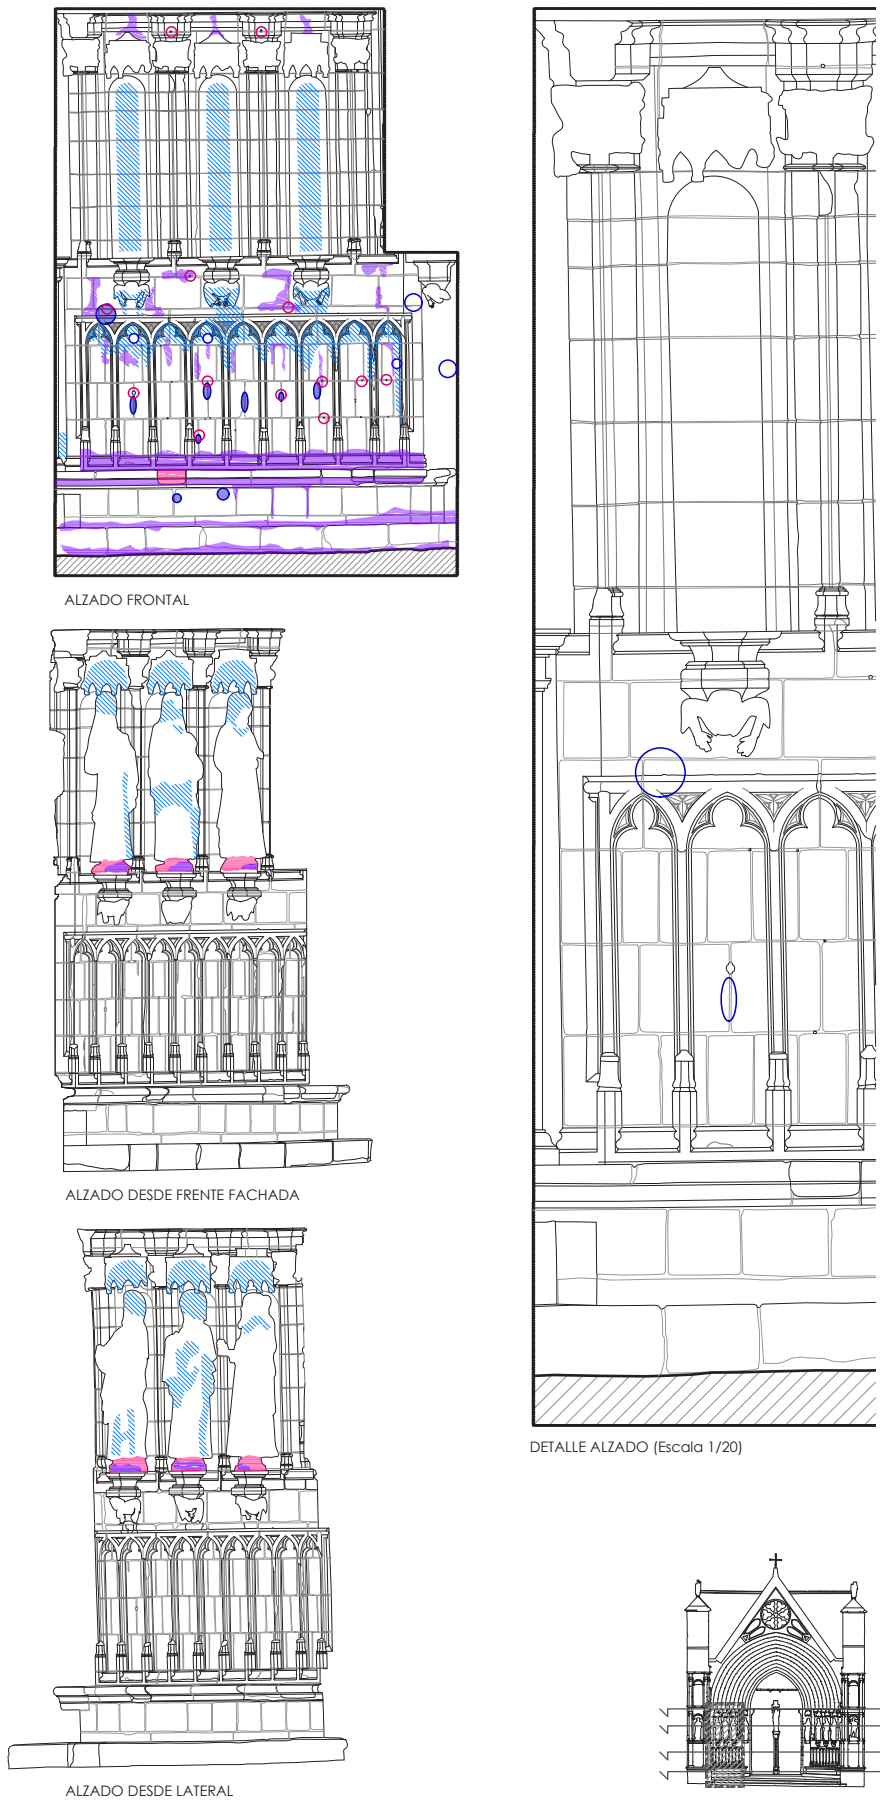 ALZADO FRONTAL
ALZADO DESDE FRENTE FACHADA
DETALLE ALZADO (Escala 1/20)
ALZADO DESDE LATERAL